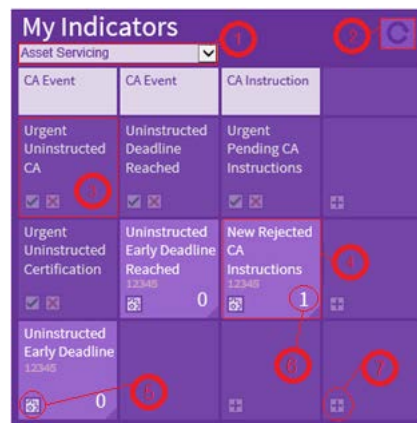 My Indicators
1
2
Asset Servicing
CA Event
CA Event
CA Instruction
Urgent
Uninstructed
CA
3
Uninstructed
Deadline
Reached
Urgent
Pending CA
Instructions
Urgent
Uninstructed
Certification
Uninstructed
Early Deadline
Reached
12345
0
New Rejected
CA
Instructions
12345
1
4
Uninstructed
Early Deadline
12345
0
5
6
7